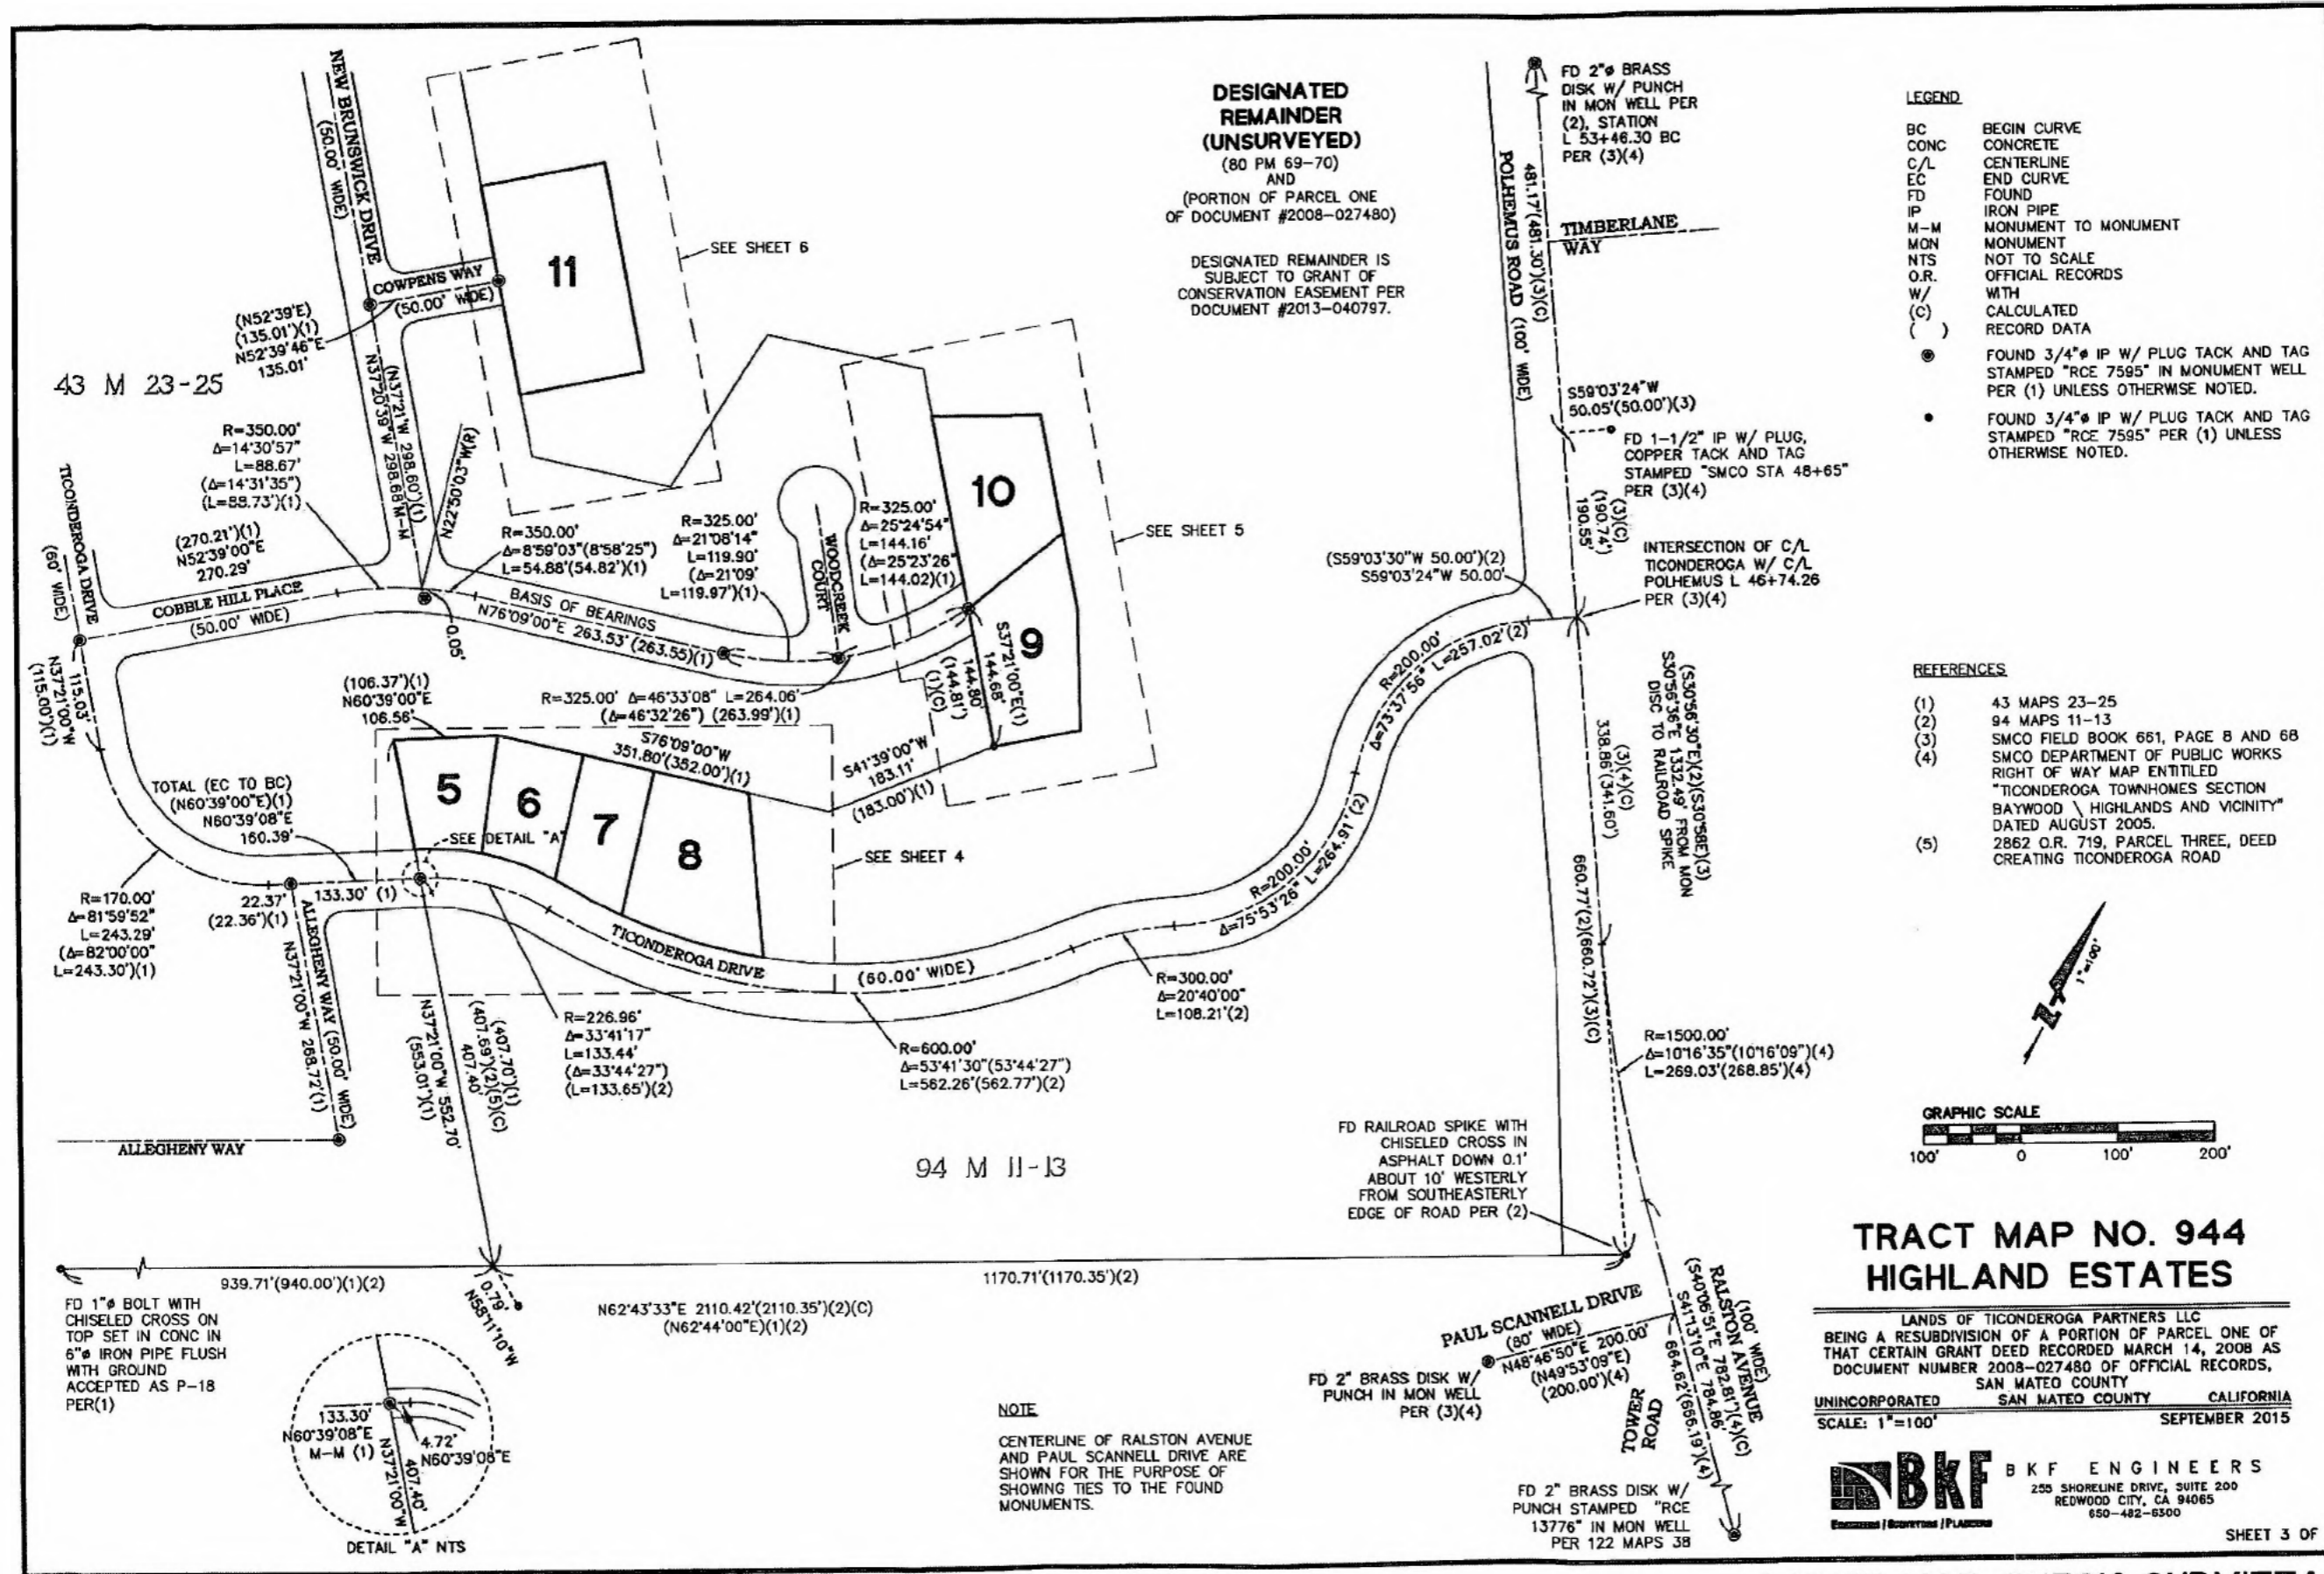 NEW BRUNSWICK DRIVE
(50.00' WIDE)
11
SEE SHEET 6
COWPENS WAY
(50.00' WIDE)
(N52°39'E)
(135.01')(1)
N52°39'46"E
135.01'
43 M 23-25
N37°20'39"W 298.68' M-M
(N37°21'W 298.60')(1)
N22°50'03"W(R)
R=350.00'
Δ=14°30'57"
L=88.67'
(Δ=14°31'35")
(L=88.73')(1)
TICONDEROGA DRIVE
(60' WIDE)
(270.21')(1)
N52°39'00"E
270.29'
COBBLE HILL PLACE
(50.00' WIDE)
R=350.00'
Δ=8°59'03"(8°58'25")
L=54.88'(54.82')(1)
0.05'
BASIS OF BEARINGS
N76°09'00"E 263.53' (263.55)(1)
R=325.00'
Δ=21°08'14"
L=119.90'
(Δ=21°09'
L=119.97')(1)
WOODCREEK
COURT
R=325.00'
Δ=25°24'54"
L=144.16'
(Δ=25°23'26"
L=144.02)(1)
10
9
SEE SHEET 5
S37°21'00"E(1)
144.68'
144.80'
(144.81')
(1)(C)
115.03'
N37°21'00"W
(115.00')(1)
R=325.00' Δ=46°33'08" L=264.06'
(Δ=46°32'26") (263.99')(1)
(106.37')(1)
N60°39'00"E
106.56'
S76°09'00"W
351.80'(352.00')(1)
S41°39'00"W
183.11'
(183.00')(1)
5
6
7
8
SEE DETAIL "A"
SEE SHEET 4
TOTAL (EC TO BC)
(N60°39'00"E)(1)
N60°39'08"E
160.39'
R=170.00'
Δ=81°59'52"
L=243.29'
(Δ=82°00'00"
L=243.30')(1)
22.37'
(22.36')(1)
133.30' (1)
ALLEGHENY WAY (50.00' WIDE)
N37°21'00"W 268.72'(1)
ALLEGHENY WAY
TICONDEROGA DRIVE
(60.00' WIDE)
R=226.96'
Δ=33°41'17"
L=133.44'
(Δ=33°44'27")
(L=133.65')(2)
(407.70')(1)
(407.69')(2)(5)(C)
407.40'
N37°21'00"W 552.70'
(553.01')(1)
R=600.00'
Δ=53°41'30"(53°44'27")
L=562.26'(562.77')(2)
R=300.00'
Δ=20°40'00"
L=108.21'(2)
R=200.00'
Δ=75°53'26" L=264.91'(2)
R=200.00'
Δ=73°37'56" L=257.02'(2)
94 M 11-13
939.71'(940.00')(1)(2)
1170.71'(1170.35')(2)
N62°43'33"E 2110.42'(2110.35')(2)(C)
(N62°44'00"E)(1)(2)
0.79'
N58°11'10"W
FD 1"ø BOLT WITH
CHISELED CROSS ON
TOP SET IN CONC IN
6"ø IRON PIPE FLUSH
WITH GROUND
ACCEPTED AS P-18
PER(1)
133.30'
N60°39'08"E
M-M (1)
4.72'
N60°39'08"E
N37°21'00"W
407.40'
DETAIL "A" NTS
DESIGNATED
REMAINDER
(UNSURVEYED)
(80 PM 69-70)
AND
(PORTION OF PARCEL ONE
OF DOCUMENT #2008-027480)
DESIGNATED REMAINDER IS
SUBJECT TO GRANT OF
CONSERVATION EASEMENT PER
DOCUMENT #2013-040797.
POLHEMUS ROAD (100' WIDE)
481.17'(481.30')(3)(C)
FD 2"ø BRASS
DISK W/ PUNCH
IN MON WELL PER
(2), STATION
L 53+46.30 BC
PER (3)(4)
TIMBERLANE
WAY
S59°03'24"W
50.05'(50.00')(3)
FD 1-1/2" IP W/ PLUG,
COPPER TACK AND TAG
STAMPED "SMCO STA 48+65"
PER (3)(4)
(3)(C)
(190.74')
190.55'
INTERSECTION OF C/L
TICONDEROGA W/ C/L
POLHEMUS L 46+74.26
PER (3)(4)
(S59°03'30"W 50.00')(2)
S59°03'24"W 50.00'
(S30°56'30"E)(2)(S30°58E)(3)
S30°56'36"E 1332.49' FROM MON
DISC TO RAILROAD SPIKE
(3)(4)(C)
338.86'(341.60')
660.77'(2)(660.72')(3)(C)
R=1500.00'
Δ=10°16'35"(10°16'09")(4)
L=269.03'(268.85')(4)
FD RAILROAD SPIKE WITH
CHISELED CROSS IN
ASPHALT DOWN 0.1'
ABOUT 10' WESTERLY
FROM SOUTHEASTERLY
EDGE OF ROAD PER (2)
PAUL SCANNELL DRIVE
(80' WIDE)
N48°46'50"E 200.00'
(N49°53'09"E)
(200.00')(4)
FD 2" BRASS DISK W/
PUNCH IN MON WELL
PER (3)(4)
TOWER
ROAD
(100' WIDE)
RALSTON AVENUE
(S40°06'51"E 782.81')(4)(C)
S41°13'10"E 784.86'
664.62'(656.19')(4)
FD 2" BRASS DISK W/
PUNCH STAMPED "RCE
13776" IN MON WELL
PER 122 MAPS 38
NOTE
CENTERLINE OF RALSTON AVENUE
AND PAUL SCANNELL DRIVE ARE
SHOWN FOR THE PURPOSE OF
SHOWING TIES TO THE FOUND
MONUMENTS.
LEGEND
BC BEGIN CURVE
CONC CONCRETE
C/L CENTERLINE
EC END CURVE
FD FOUND
IP IRON PIPE
M-M MONUMENT TO MONUMENT
MON MONUMENT
NTS NOT TO SCALE
O.R. OFFICIAL RECORDS
W/ WITH
(C) CALCULATED
( ) RECORD DATA
FOUND 3/4"ø IP W/ PLUG TACK AND TAG
STAMPED "RCE 7595" IN MONUMENT WELL
PER (1) UNLESS OTHERWISE NOTED.
FOUND 3/4"ø IP W/ PLUG TACK AND TAG
STAMPED "RCE 7595" PER (1) UNLESS
OTHERWISE NOTED.
REFERENCES
(1) 43 MAPS 23-25
(2) 94 MAPS 11-13
(3) SMCO FIELD BOOK 661, PAGE 8 AND 68
(4) SMCO DEPARTMENT OF PUBLIC WORKS
RIGHT OF WAY MAP ENTITILED
"TICONDEROGA TOWNHOMES SECTION
BAYWOOD \ HIGHLANDS AND VICINITY"
DATED AUGUST 2005.
(5) 2862 O.R. 719, PARCEL THREE, DEED
CREATING TICONDEROGA ROAD
1"=100'
GRAPHIC SCALE
100' 0 100' 200'
TRACT MAP NO. 944
HIGHLAND ESTATES
LANDS OF TICONDEROGA PARTNERS LLC
BEING A RESUBDIVISION OF A PORTION OF PARCEL ONE OF
THAT CERTAIN GRANT DEED RECORDED MARCH 14, 2008 AS
DOCUMENT NUMBER 2008-027480 OF OFFICIAL RECORDS,
SAN MATEO COUNTY
UNINCORPORATED SAN MATEO COUNTY CALIFORNIA
SCALE: 1"=100' SEPTEMBER 2015
BKF
ENGINEERS / SURVEYORS / PLANNERS
BKF ENGINEERS
255 SHORELINE DRIVE, SUITE 200
REDWOOD CITY, CA 94065
650-482-6300
SHEET 3 OF